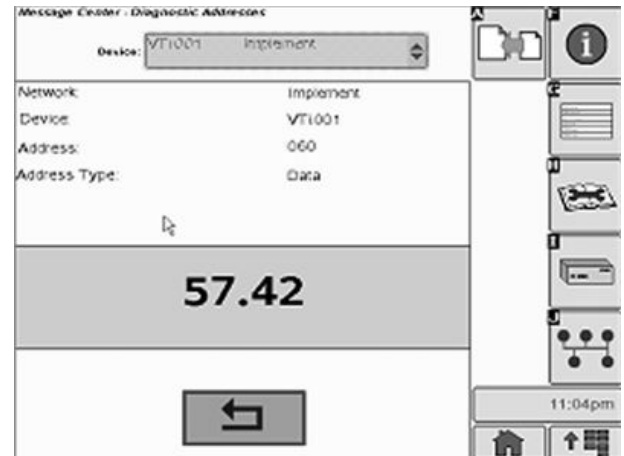 Message Center - Diagnostic Addresses
Device: VTi001 Implement
Network: Implement
Device: VTi001
Address: 060
Address Type: Data
57.42
11:04pm